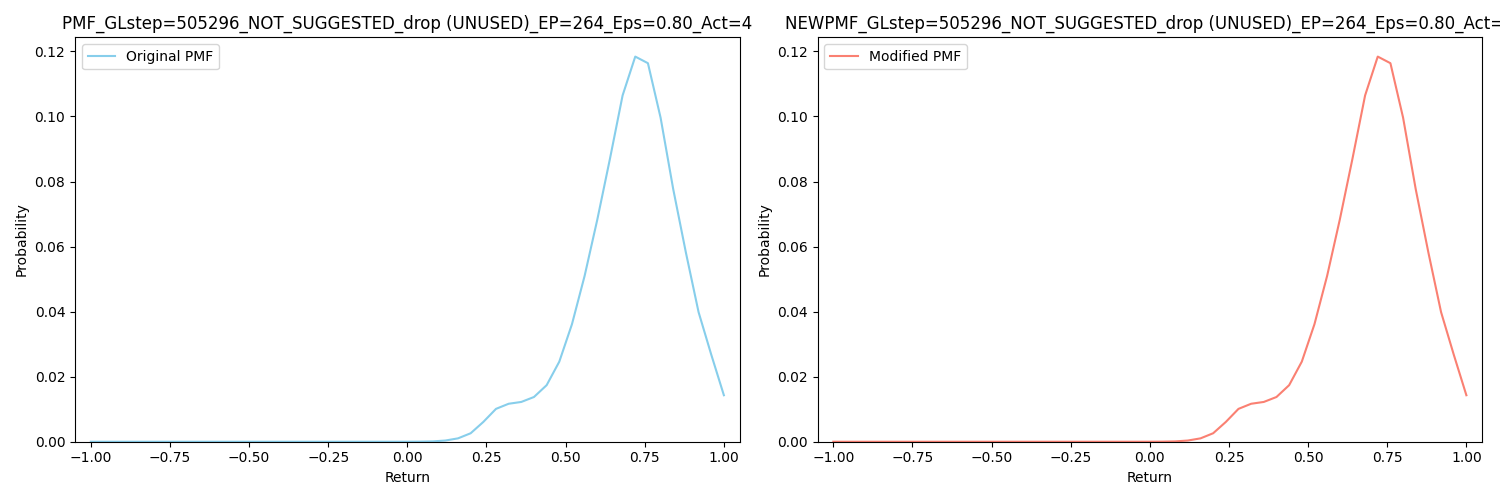 PMF_GLstep=505296_NOT_SUGGESTED_drop (UNUSED)_EP=264_Eps=0.80_Act=4
Original PMF
Probability
0.12
0.10
0.08
0.06
0.04
0.02
0.00
−1.00 −0.75 −0.50 −0.25 0.00 0.25 0.50 0.75 1.00
Return
NEWPMF_GLstep=505296_NOT_SUGGESTED_drop (UNUSED)_EP=264_Eps=0.80_Act=
Modified PMF
Probability
0.12
0.10
0.08
0.06
0.04
0.02
0.00
−1.00 −0.75 −0.50 −0.25 0.00 0.25 0.50 0.75 1.00
Return